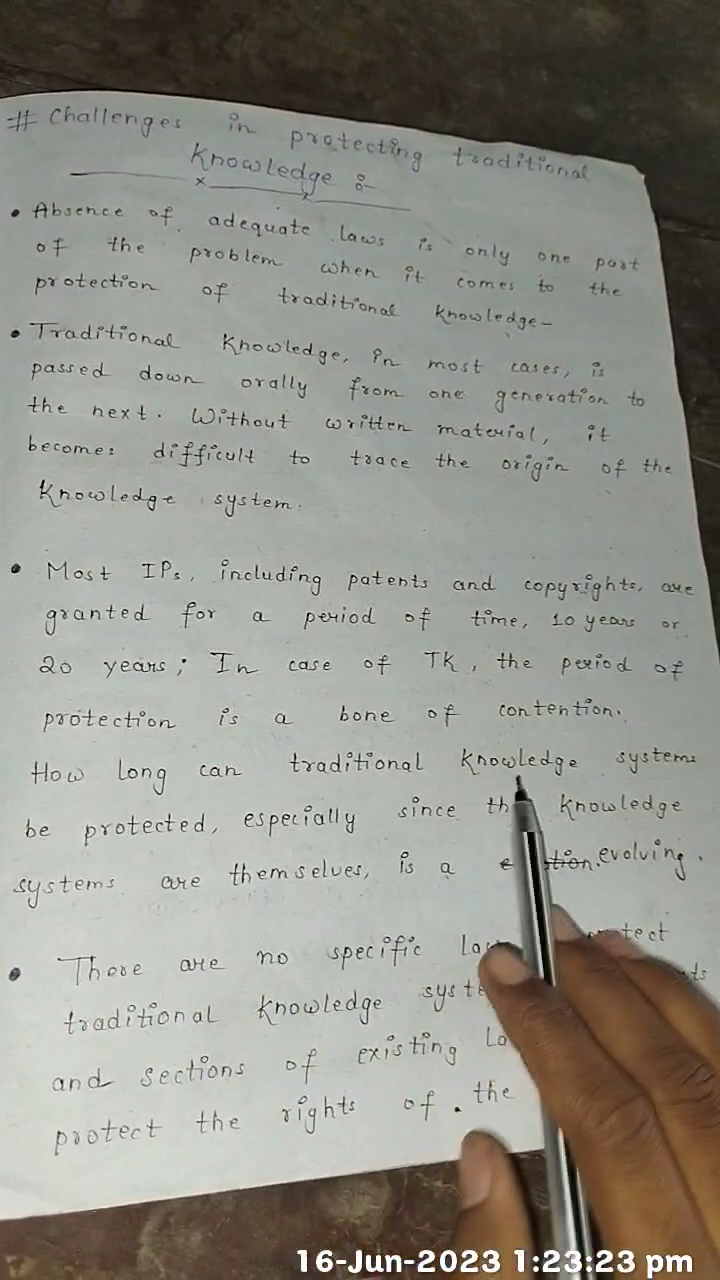 # Challenges in protecting traditional
Knowledge :-
• Absence of adequate laws is only one part
of the problem when it comes to the
protection of traditional Knowledge-
• Traditional Knowledge, in most cases, is
passed down orally from one generation to
the next. Without written material, it
becomes difficult to trace the origin of the
Knowledge system.
• Most IPs, including patents and copyrights, are
granted for a period of time, 10 years or
20 years; In case of TK, the period of
protection is a bone of contention.
How long can traditional Knowledge systems
be protected, especially since the Knowledge
systems are themselves, is a evolving.
• There are no specific
traditional Knowledge
and sections of existing
protect the rights of the
16-Jun-2023 1:23:23 pm